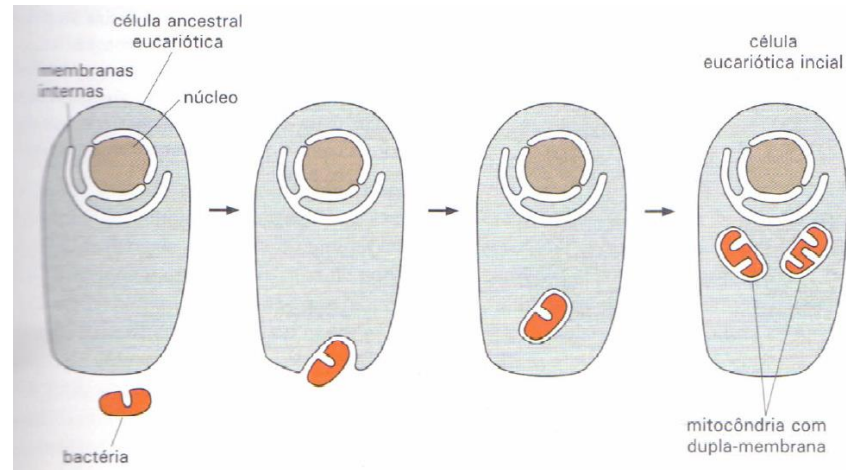 célula ancestral
eucariótica
membranas
internas
núcleo
bactéria
célula
eucariótica incial
mitocôndria com
dupla-membrana